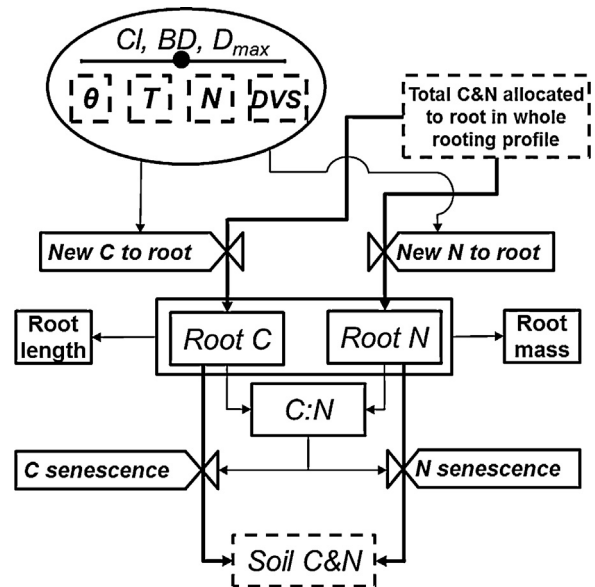 Cl, BD, Dmax
θ T N DVS
Total C&N allocated
to root in whole
rooting profile
New C to root
New N to root
Root
length
Root C
Root N
Root
mass
C:N
C senescence
N senescence
Soil C&N